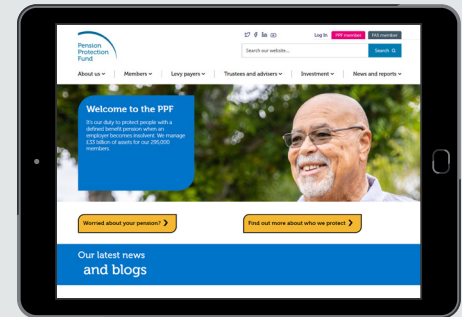 Log In PPF member FAS member
Pension
Protection
Fund
Search our website... Search
About us Members Levy payers Trustees and advisers Investment News and reports
Welcome to the PPF
It's our duty to protect people with a
defined benefit pension when an
employer becomes insolvent. We manage
£33 billion of assets for our 295,000
members.
Worried about your pension? Find out more about who we protect
Our latest news
and blogs